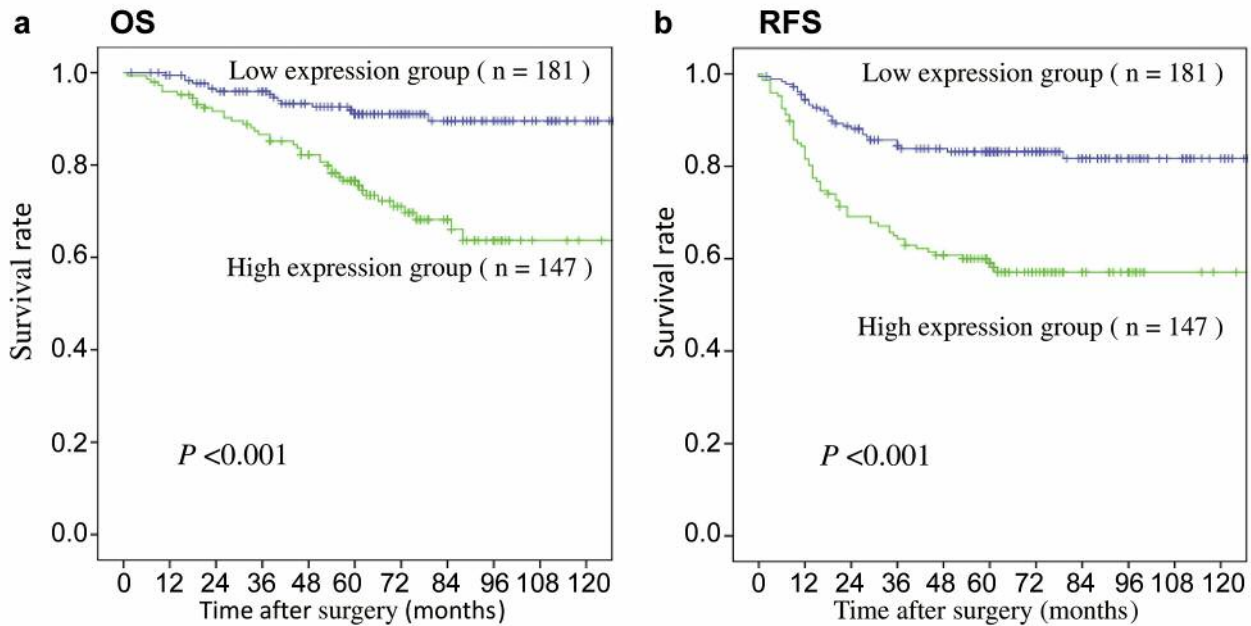 a OS
Survival rate
1.0
0.8
0.6
0.4
0.2
0.0
Low expression group ( n = 181 )
High expression group ( n = 147 )
P <0.001
0 12 24 36 48 60 72 84 96 108 120
Time after surgery (months)
b RFS
Survival rate
1.0
0.8
0.6
0.4
0.2
0.0
Low expression group ( n = 181 )
High expression group ( n = 147 )
P <0.001
0 12 24 36 48 60 72 84 96 108 120
Time after surgery (months)